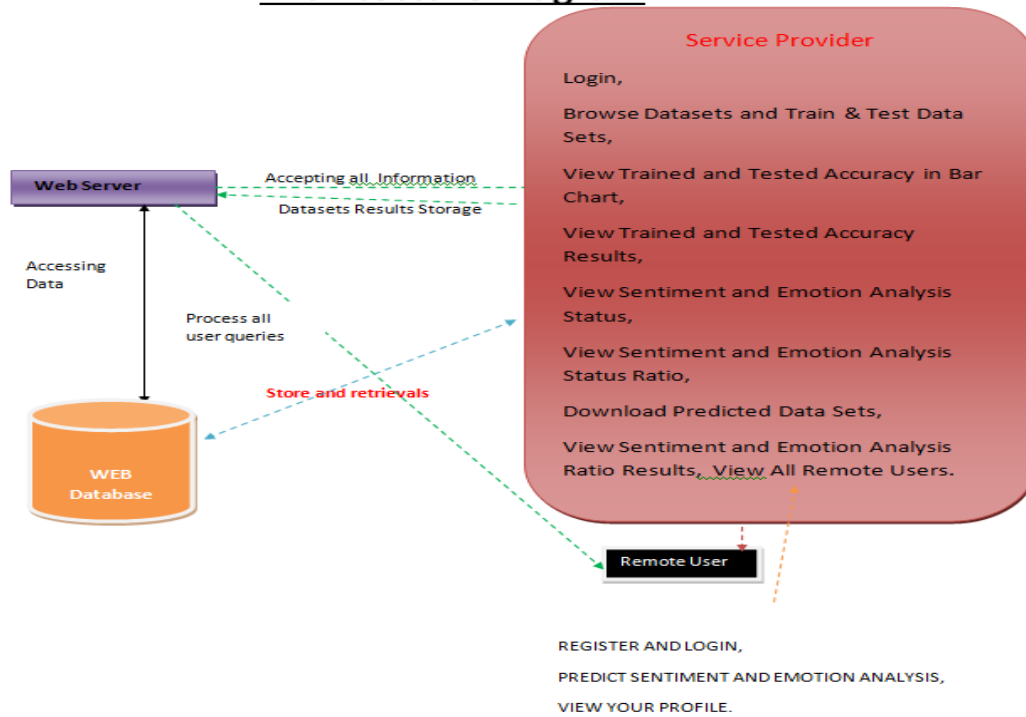 Service Provider
Login,
Browse Datasets and Train & Test Data
Sets,
View Trained and Tested Accuracy in Bar
Chart,
View Trained and Tested Accuracy
Results,
View Sentiment and Emotion Analysis
Status,
View Sentiment and Emotion Analysis
Status Ratio,
Download Predicted Data Sets,
View Sentiment and Emotion Analysis
Ratio Results, View All Remote Users.
Web Server
Accepting all Information
Datasets Results Storage
Accessing
Data
Process all
user queries
Store and retrievals
WEB
Database
Remote User
REGISTER AND LOGIN,
PREDICT SENTIMENT AND EMOTION ANALYSIS,
VIEW YOUR PROFILE.